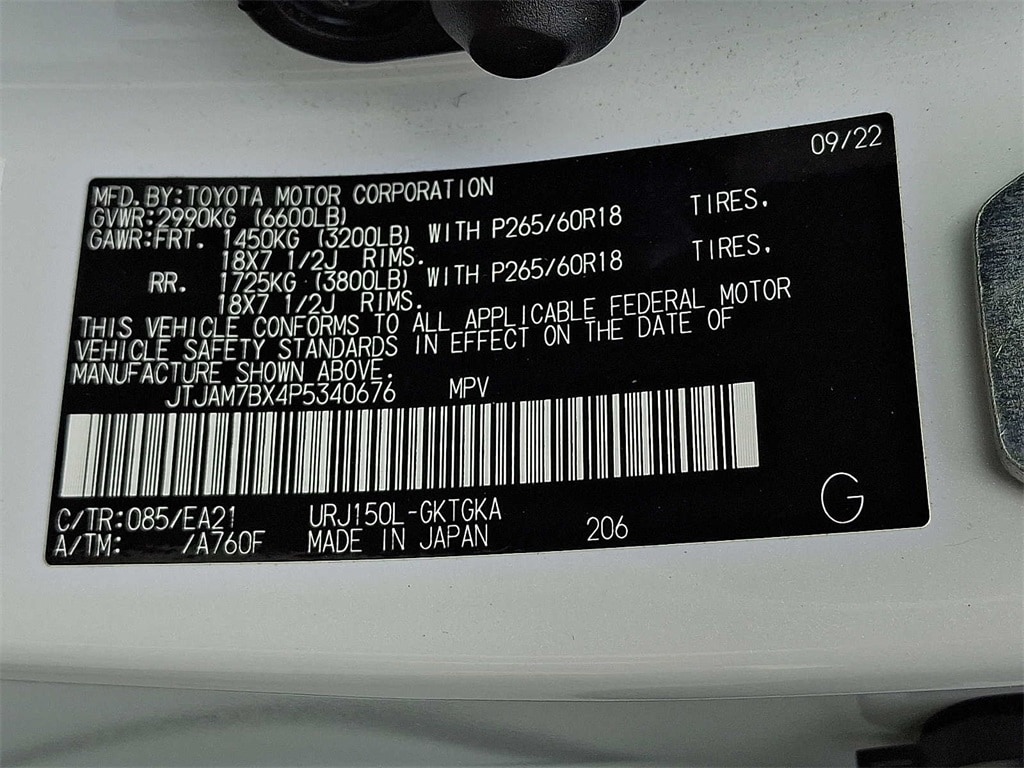 09/22
MFD. BY: TOYOTA MOTOR CORPORATION
GVWR: 2990KG (6600LB)
GAWR: FRT. 1450KG (3200LB) WITH P265/60R18 TIRES.
18X7 1/2J RIMS.
RR. 1725KG (3800LB) WITH P265/60R18 TIRES.
18X7 1/2J RIMS.
THIS VEHICLE CONFORMS TO ALL APPLICABLE FEDERAL MOTOR
VEHICLE SAFETY STANDARDS IN EFFECT ON THE DATE OF
MANUFACTURE SHOWN ABOVE.
JTJAM7BX4P5340676 MPV
C/TR: 085/EA21 URJ150L-GKTGKA
A/TM: /A760F MADE IN JAPAN 206
G